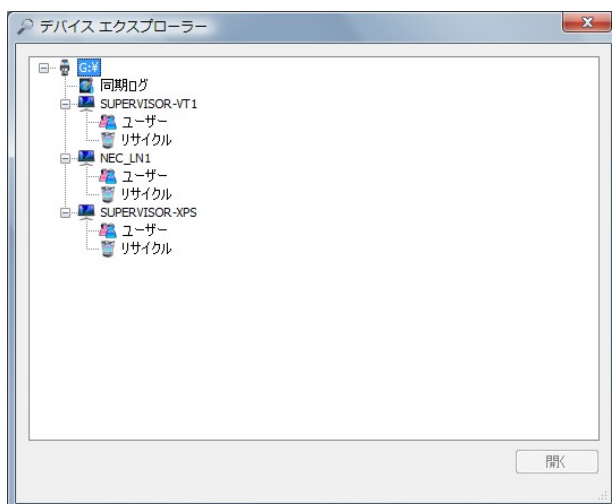 デバイス エクスプローラー
G:¥
同期ログ
SUPERVISOR-VT1
ユーザー
リサイクル
NEC_LN1
ユーザー
リサイクル
SUPERVISOR-XPS
ユーザー
リサイクル
開く